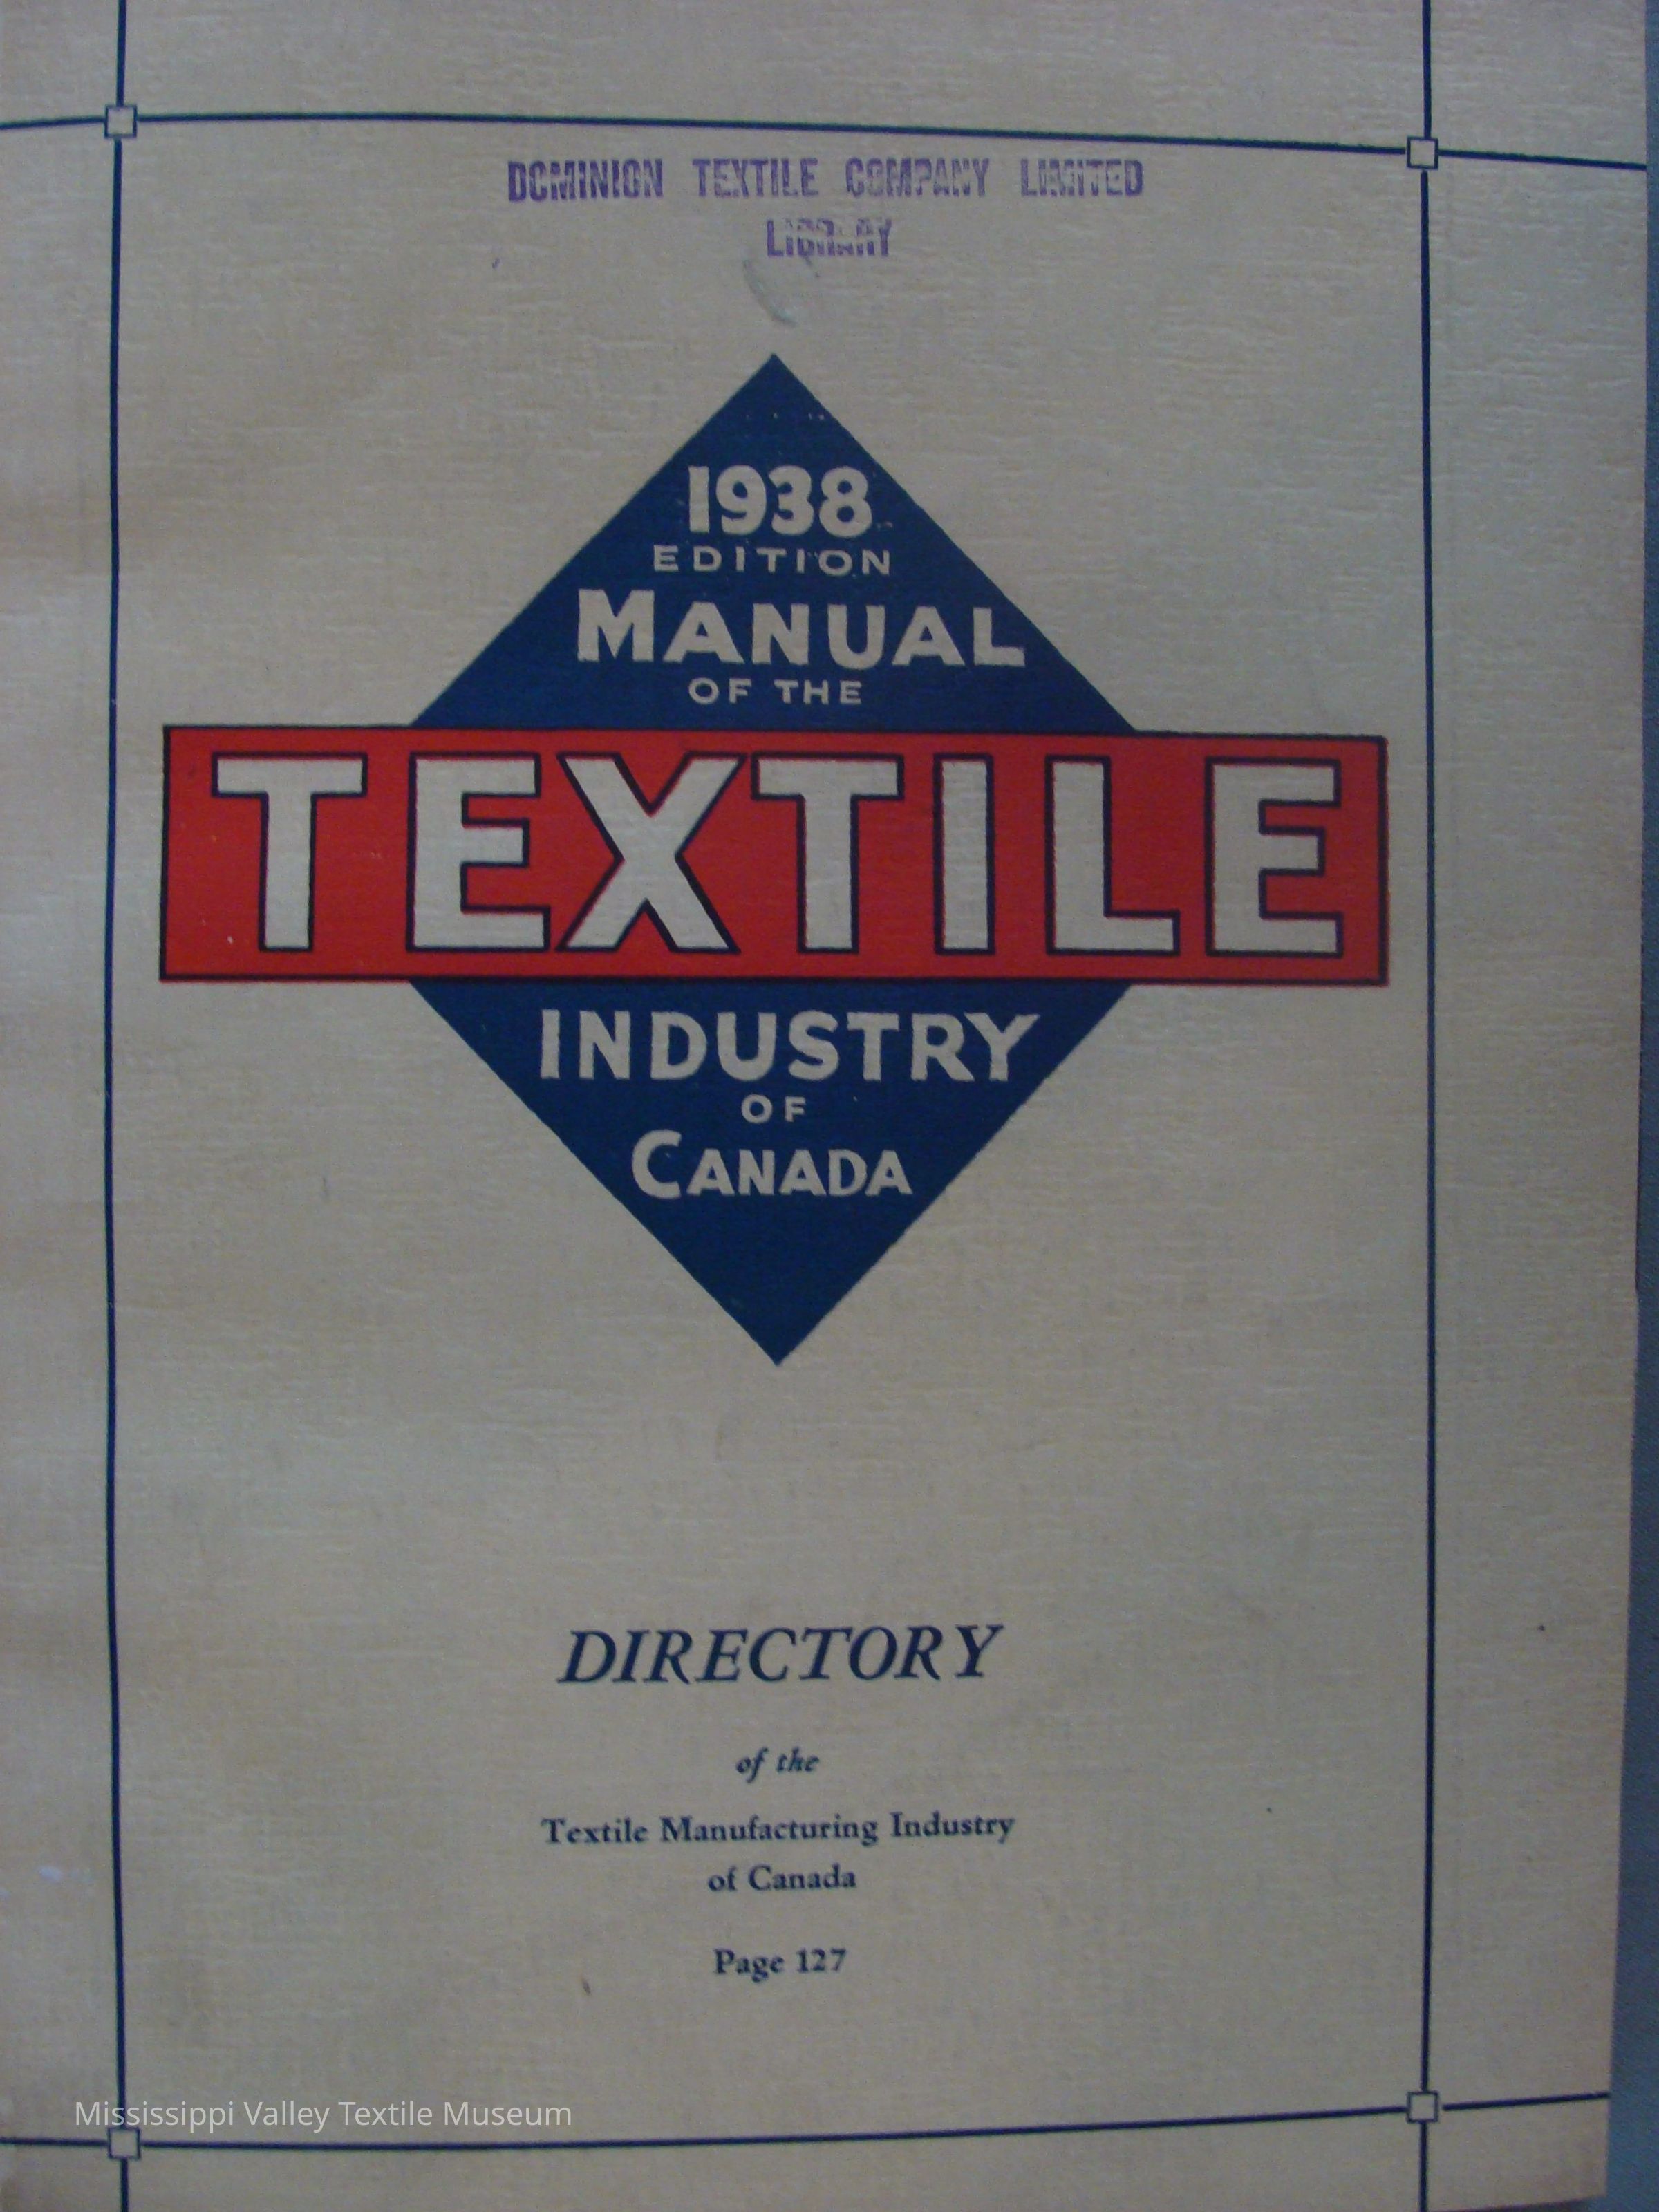 DOMINION TEXTILE COMPANY LIMITED
LIBRARY
1938
EDITION
MANUAL
OF THE
TEXTILE
INDUSTRY
OF
CANADA
DIRECTORY
of the
Textile Manufacturing Industry
of Canada
Page 127
Mississippi Valley Textile Museum